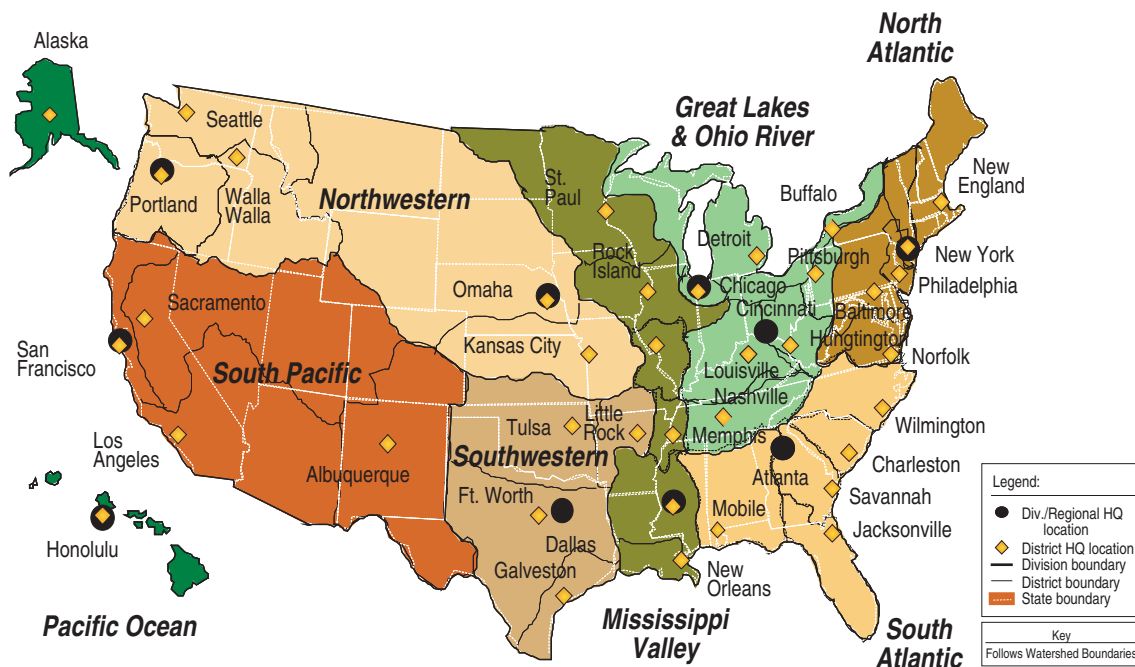 North
Atlantic
Alaska
Great Lakes
& Ohio River
Seattle
New
England
St.
Paul
Buffalo
Walla
Walla
Portland
Northwestern
Detroit
Rock
Island
Pittsburgh
New York
Chicago
Philadelphia
Omaha
Sacramento
Cincinnati
Baltimore
Hungtington
Kansas City
San
Francisco
Norfolk
South Pacific
Louisville
Nashville
Little
Rock
Tulsa
Memphis
Wilmington
Los
Angeles
Southwestern
Albuquerque
Atlanta
Charleston
Ft. Worth
Savannah
Mobile
Jacksonville
Dallas
Honolulu
Galveston
New
Orleans
Pacific Ocean
Mississippi
Valley
South
Atlantic
Legend:
Div./Regional HQ
location
District HQ location
Division boundary
District boundary
State boundary
Key
Follows Watershed Boundaries